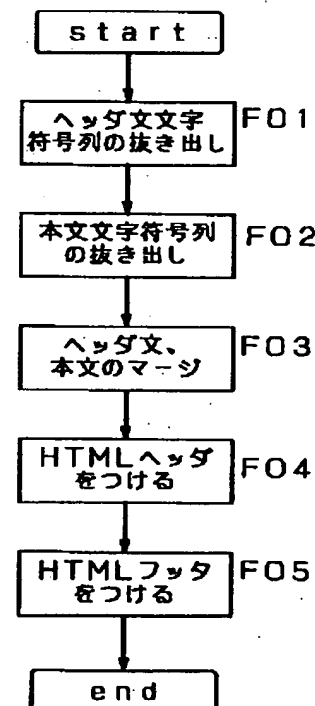 start
ヘッダ文文字
符号列の抜き出し
F01
本文文字符号列
の抜き出し
F02
ヘッダ文、
本文のマージ
F03
HTMLヘッダ
をつける
F04
HTMLフッタ
をつける
F05
end